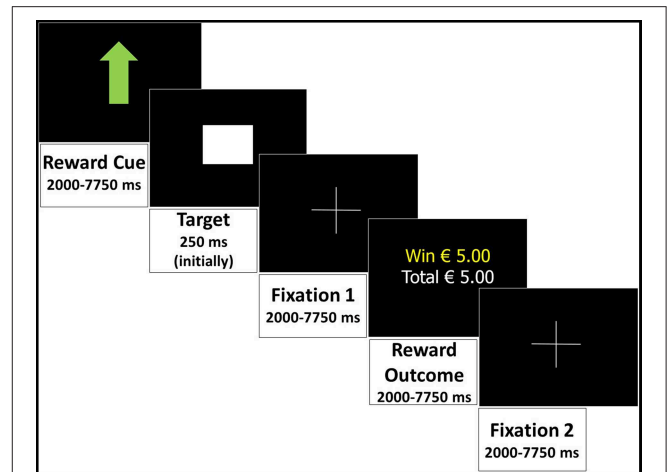 Reward Cue
2000-7750 ms
Target
250 ms
(initially)
Fixation 1
2000-7750 ms
Win € 5.00
Total € 5.00
Reward
Outcome
2000-7750 ms
Fixation 2
2000-7750 ms